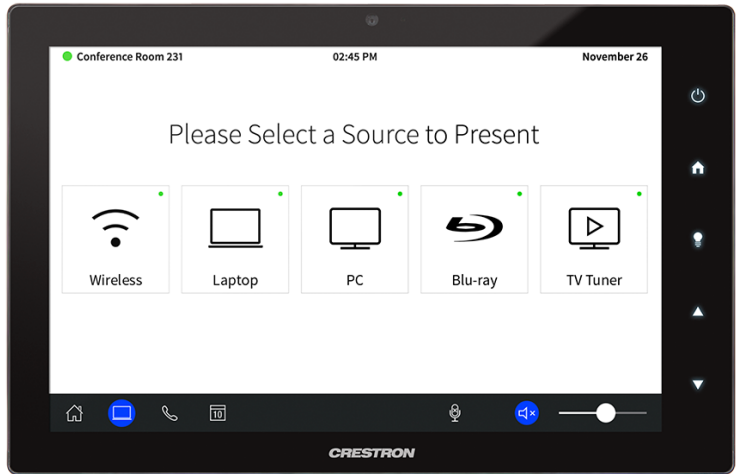 Conference Room 231 02:45 PM November 26
Please Select a Source to Present
Wireless Laptop PC Blu-ray TV Tuner
10
CRESTRON